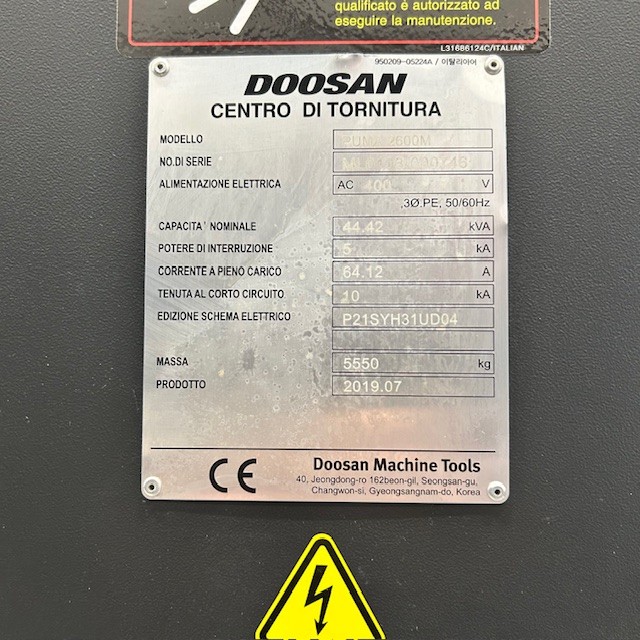 qualificato è autorizzato ad
eseguire la manutenzione.
L31686124C/ITALIAN
950209-05224A / 이탈리아어
DOOSAN
CENTRO DI TORNITURA
MODELLO
NO.DI SERIE
ALIMENTAZIONE ELETTRICA AC 400 V
,3Ø.PE, 50/60Hz
CAPACITA' NOMINALE 44.42 kVA
POTERE DI INTERRUZIONE 5 kA
CORRENTE A PIENO CARICO 64.12 A
TENUTA AL CORTO CIRCUITO 10 kA
EDIZIONE SCHEMA ELETTRICO P21SYH31UD04
MASSA 5550 kg
PRODOTTO 2019.07
CE
Doosan Machine Tools
40, Jeongdong-ro 162beon-gil, Seongsan-gu,
Changwon-si, Gyeongsangnam-do, Korea